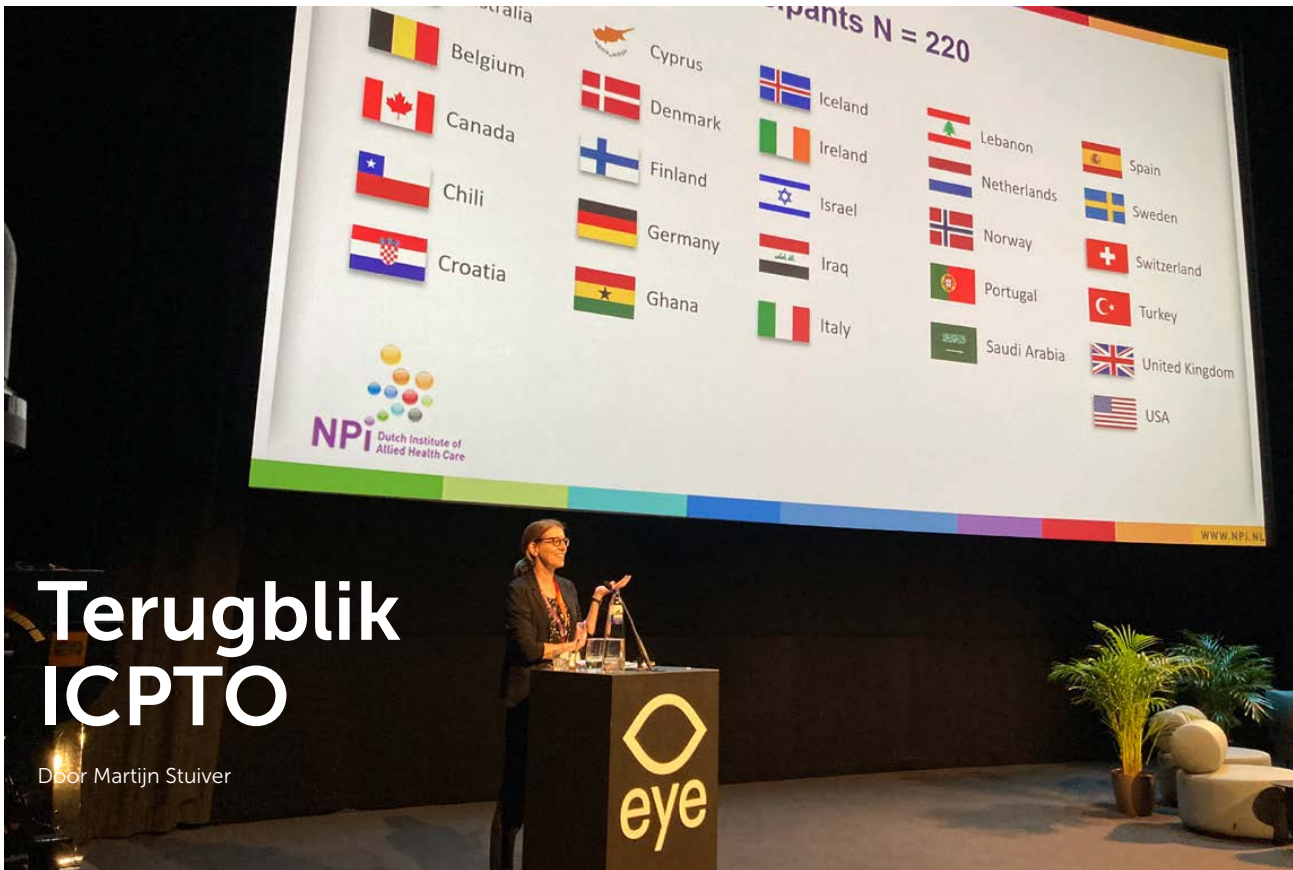 pants N = 220
Belgium
Canada
Chili
Croatia
Cyprus
Denmark
Finland
Germany
Ghana
Iceland
Ireland
Israel
Iraq
Italy
Lebanon
Netherlands
Norway
Portugal
Saudi Arabia
Spain
Sweden
Switzerland
Turkey
United Kingdom
USA
NPi Dutch Institute of
Allied Health Care
WWW.NPI.NL
Terugblik
ICPTO
Door Martijn Stuiver
eye